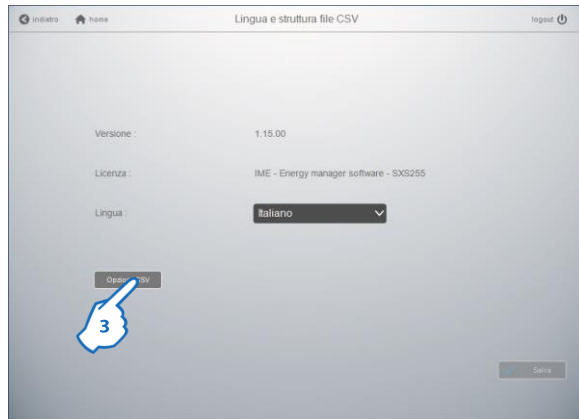 indietro home Lingua e struttura file CSV logout
Versione : 1.15.00
Licenza : IME - Energy manager software - SXS255
Lingua : Italiano
Opzioni CSV
3
Salva